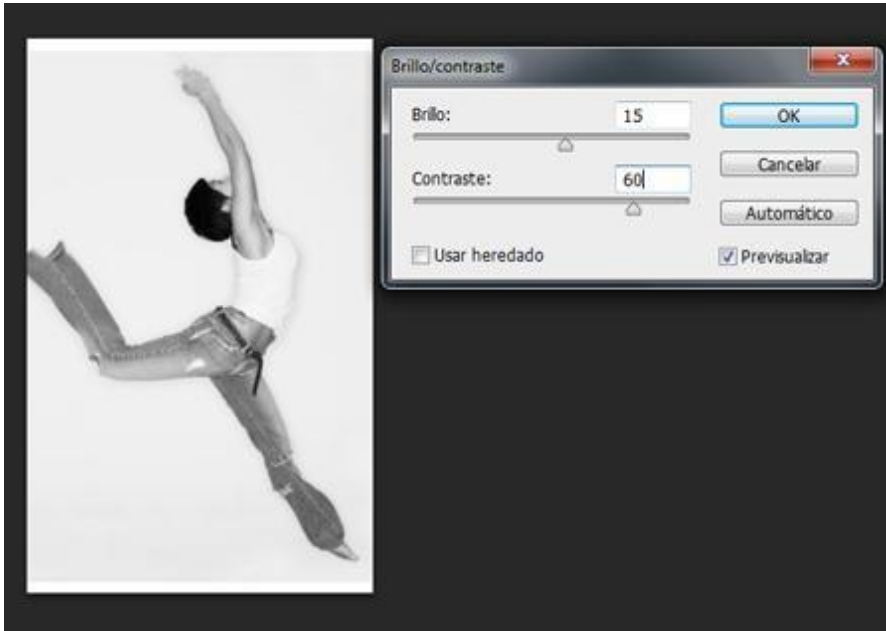 Brillo/contraste
Brillo: 15 OK
Cancelar
Contraste: 60
Automático
Usar heredado Previsualizar